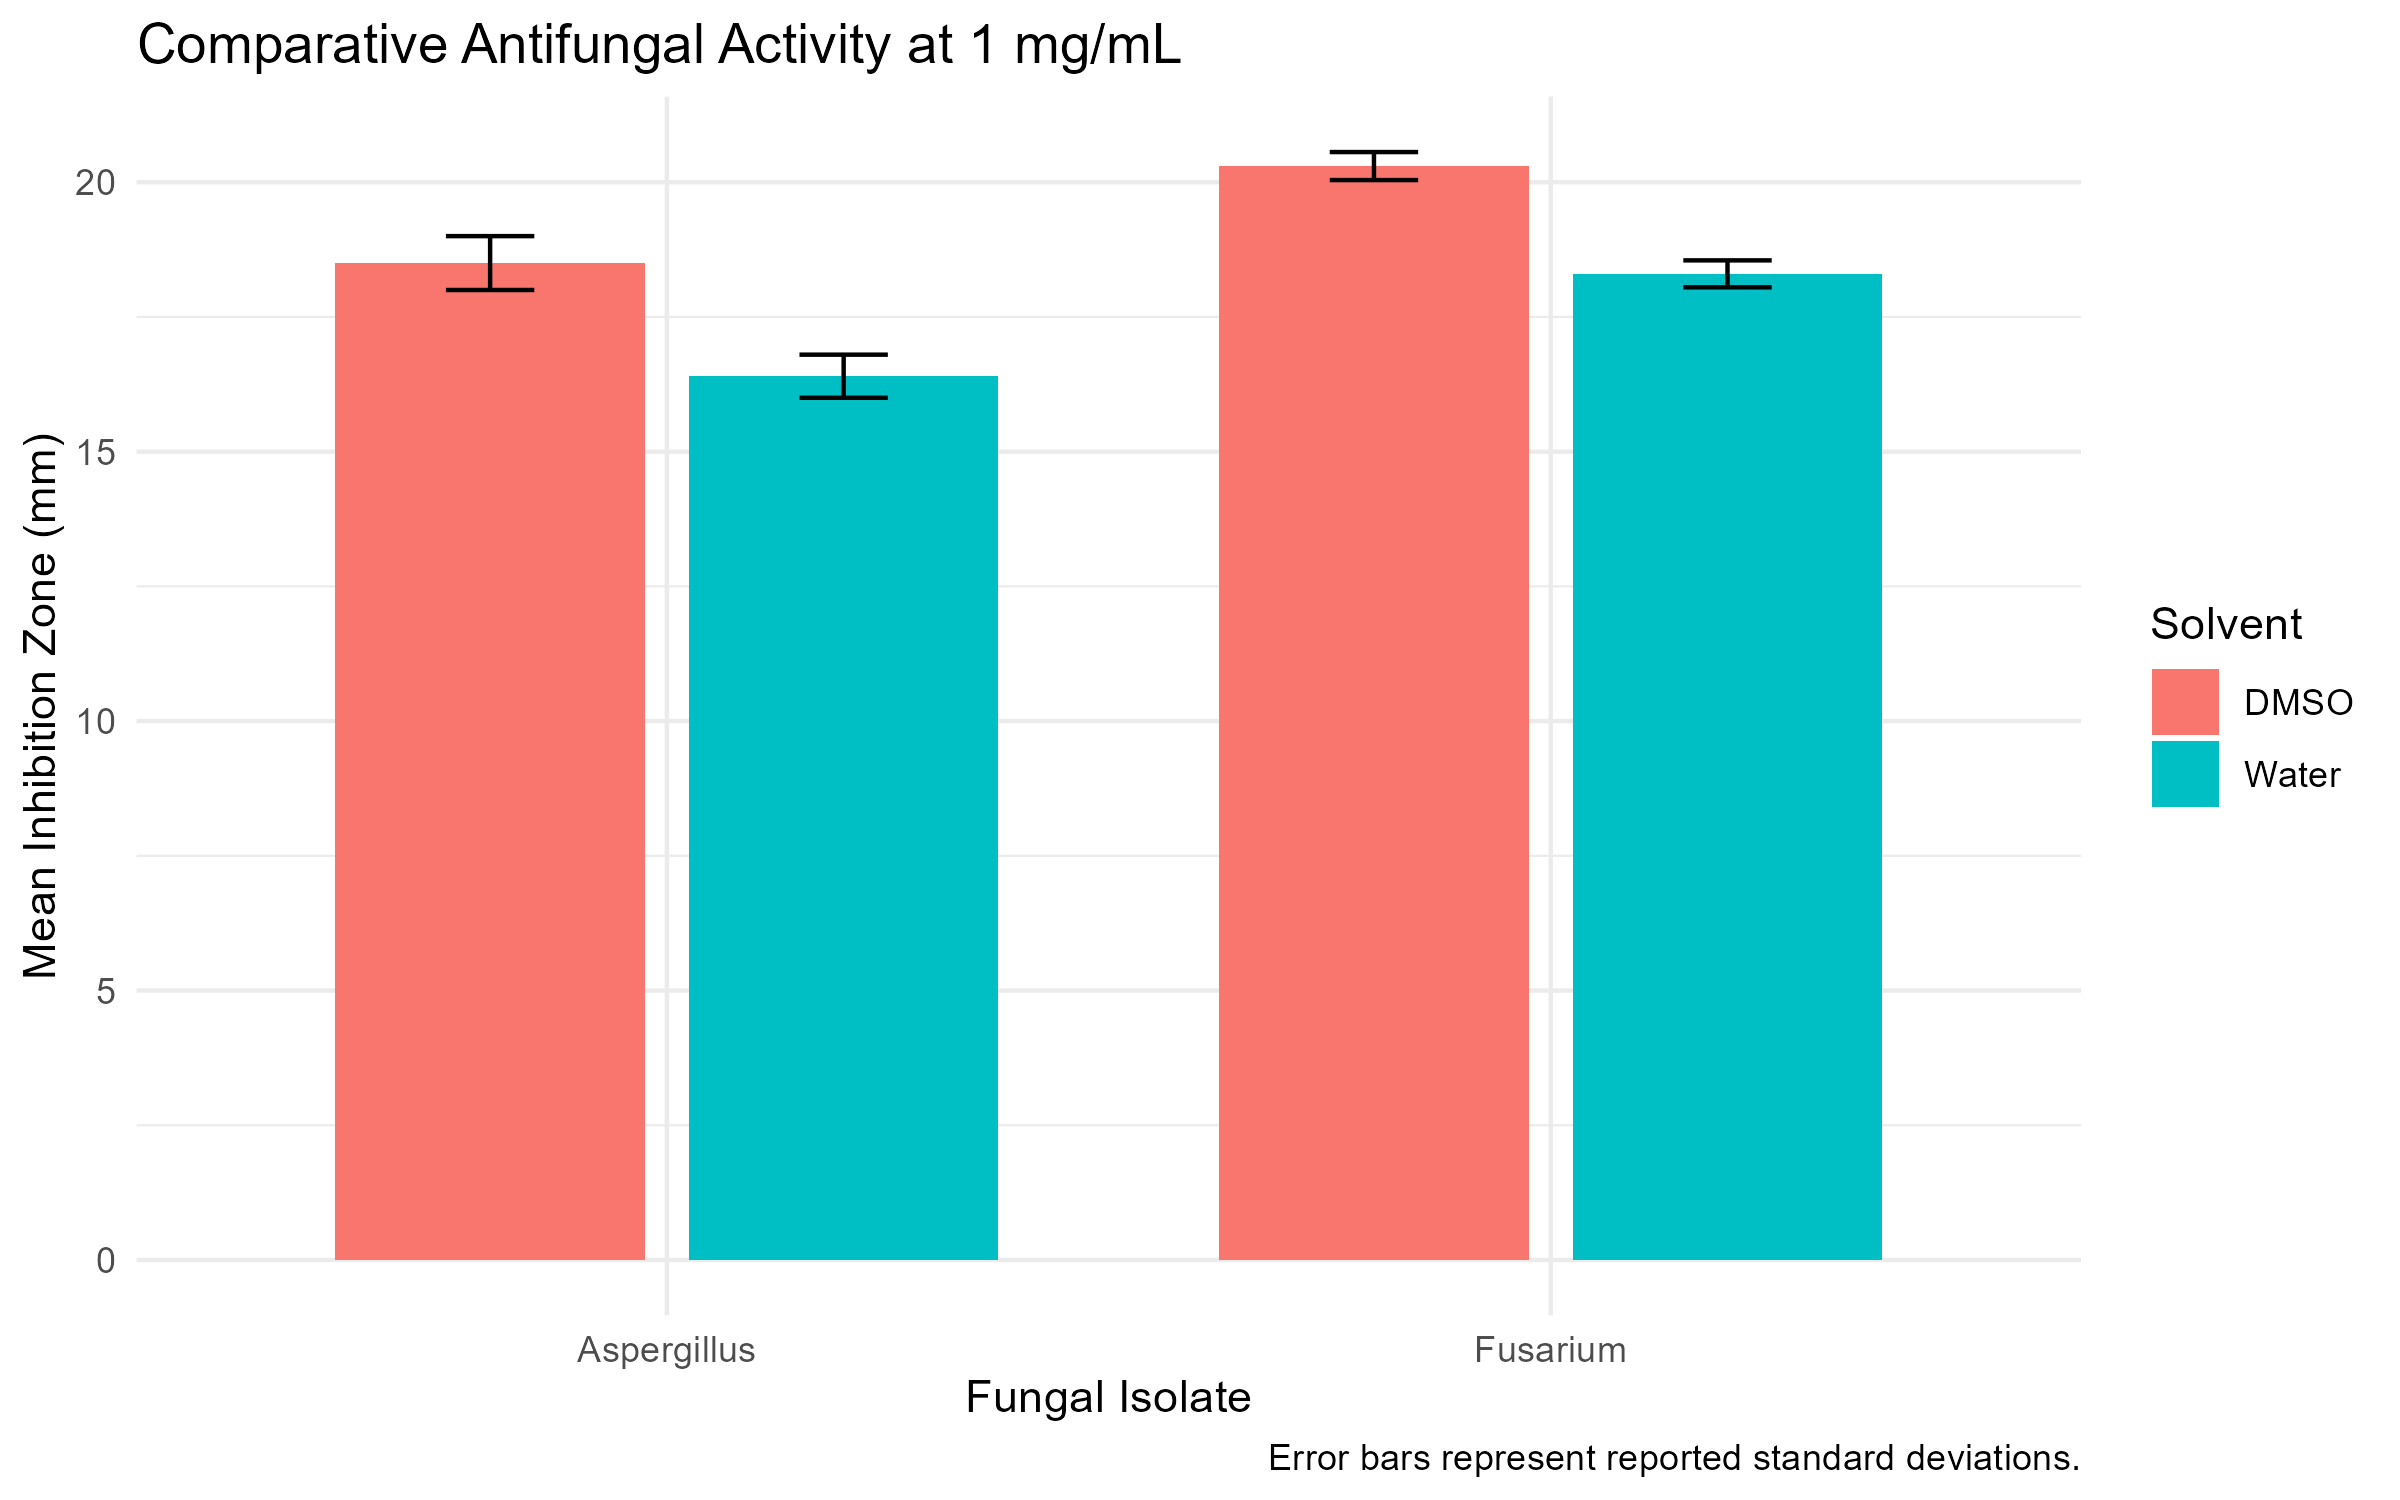 Comparative Antifungal Activity at 1 mg/mL
Mean Inhibition Zone (mm)
20
15
10
5
0
Aspergillus
Fusarium
Fungal Isolate
Solvent
DMSO
Water
Error bars represent reported standard deviations.